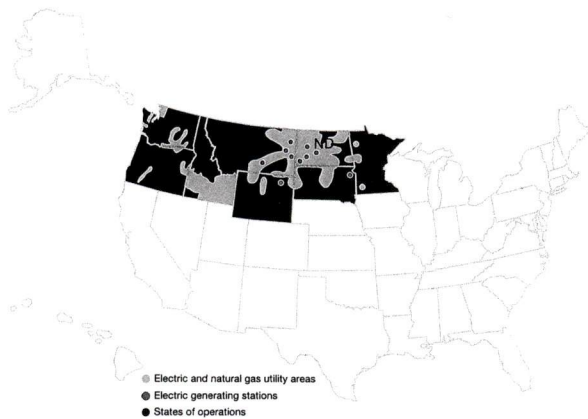 ND
Electric and natural gas utility areas
Electric generating stations
States of operations